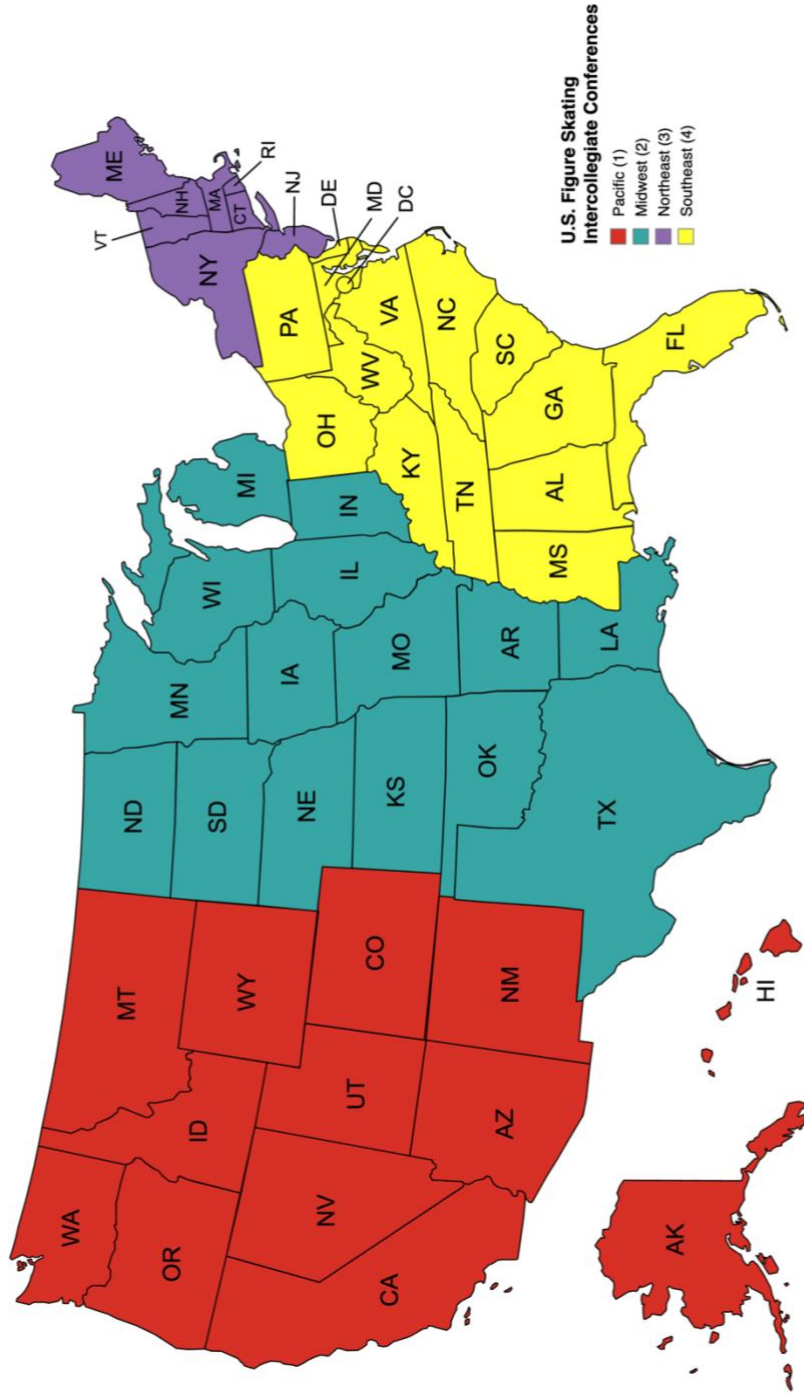 WA
MT
ND
MN
ME
VT
NH
OR
ID
SD
WI
MI
NY
MA
CT
RI
WY
NE
IA
PA
NJ
NV
UT
CO
KS
IL
IN
OH
DE
MD
DC
CA
MO
WV
VA
KY
NC
AZ
NM
OK
AR
TN
SC
TX
LA
MS
AL
GA
FL
AK
HI
U.S. Figure Skating
Intercollegiate Conferences
Pacific (1)
Midwest (2)
Northeast (3)
Southeast (4)